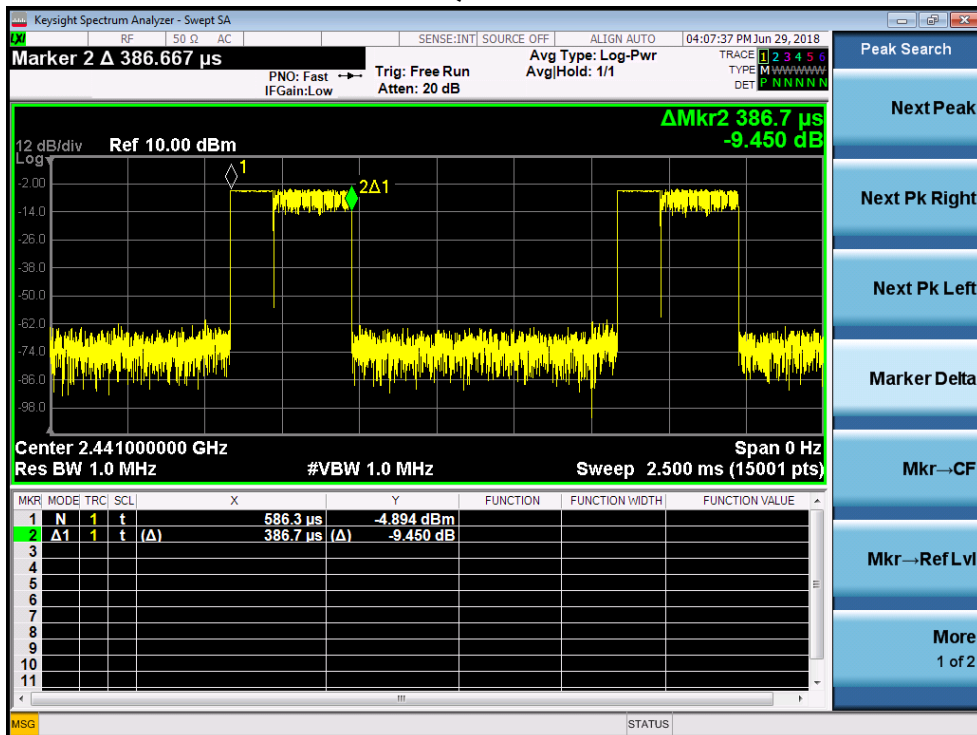 Keysight Spectrum Analyzer - Swept SA
LXI RF 50 Ω AC SENSE:INT SOURCE OFF ALIGN AUTO 04:07:37 PM Jun 29, 2018
Marker 2 Δ 386.667 µs
PNO: Fast
IFGain:Low
Trig: Free Run
Atten: 20 dB
Avg Type: Log-Pwr
Avg|Hold: 1/1
TRACE 1 2 3 4 5 6
TYPE M W W W W W
DET P N N N N N
ΔMkr2 386.7 µs
-9.450 dB
12 dB/div Ref 10.00 dBm
Log
1
2Δ1
-2.00
-14.0
-26.0
-38.0
-50.0
-62.0
-74.0
-86.0
-98.0
Center 2.441000000 GHz Span 0 Hz
Res BW 1.0 MHz #VBW 1.0 MHz Sweep 2.500 ms (15001 pts)
MKR MODE TRC SCL X Y FUNCTION FUNCTION WIDTH FUNCTION VALUE
1 N 1 t 586.3 µs -4.894 dBm
2 Δ1 1 t (Δ) 386.7 µs (Δ) -9.450 dB
3
4
5
6
7
8
9
10
11
MSG STATUS
Peak Search
Next Peak
Next Pk Right
Next Pk Left
Marker Delta
Mkr→CF
Mkr→Ref Lvl
More
1 of 2